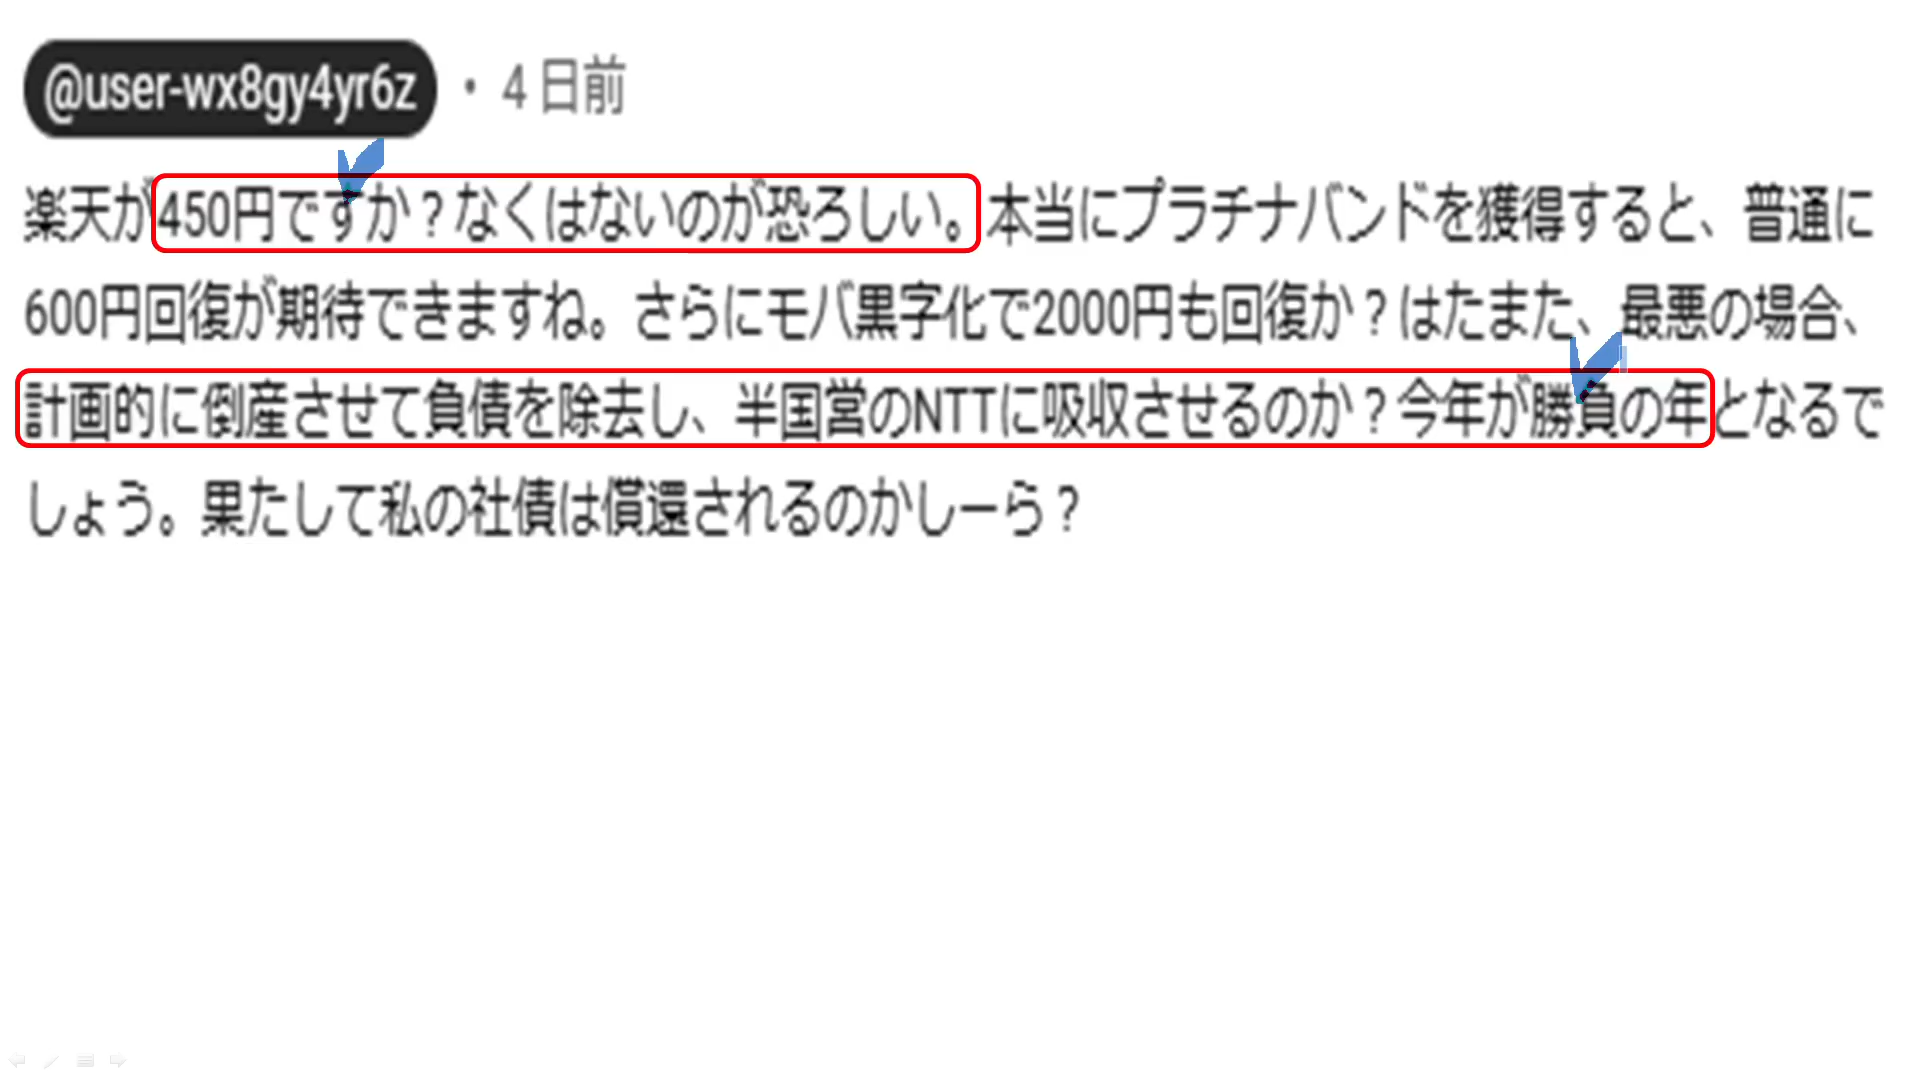 @user-wx8gy4yr6z ・ 4 日前
楽天が450円ですか？なくはないのが恐ろしい。本当にプラチナバンドを獲得すると、普通に
600円回復が期待できますね。さらにモバ黒字化で2000円も回復か？はたまた、最悪の場合、
計画的に倒産させて負債を除去し、半国営のNTTに吸収させるのか？今年が勝負の年となるで
しょう。果たして私の社債は償還されるのかしーら？